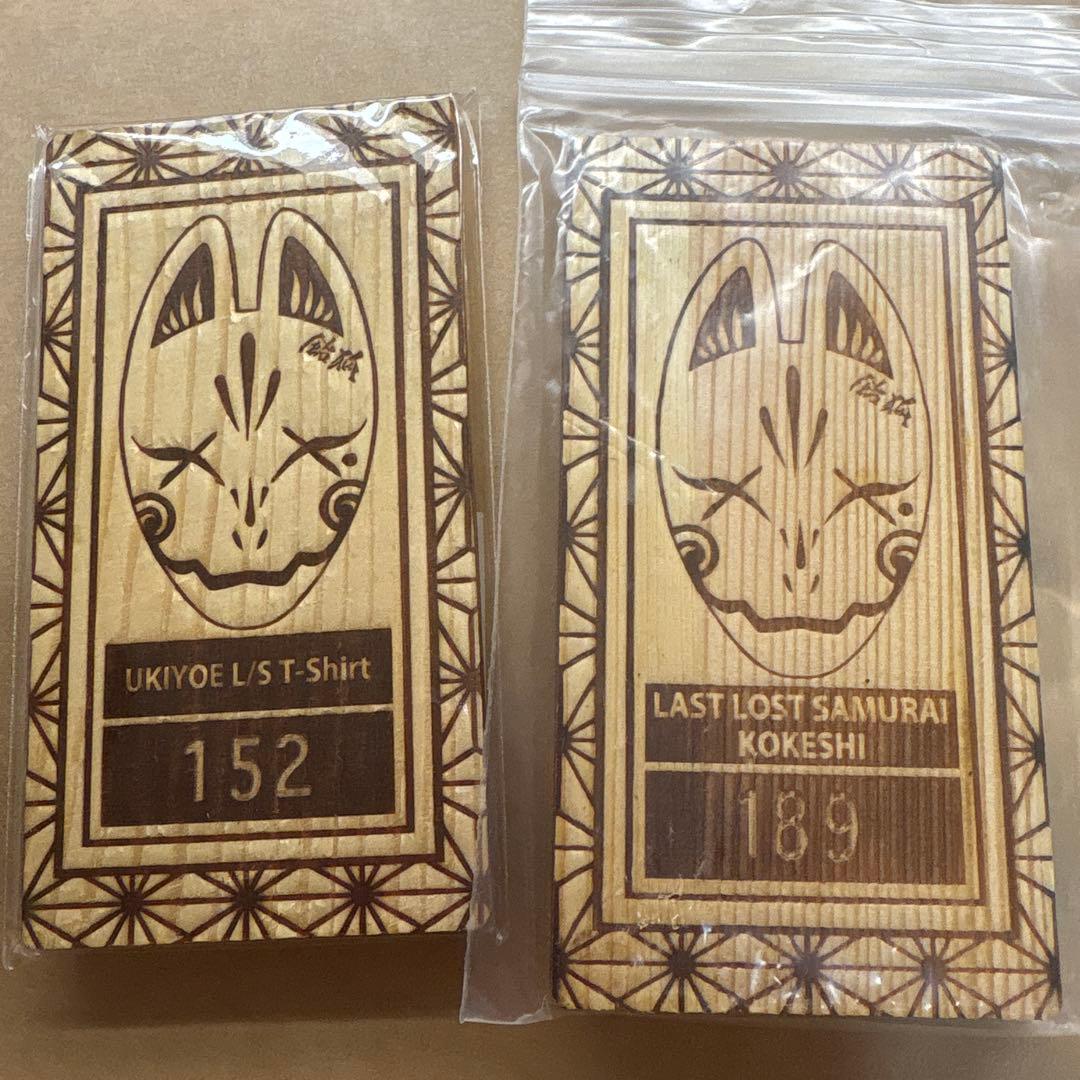 UKIYOE L/S T-Shirt
152
LAST LOST SAMURAI
KOKESHI
189